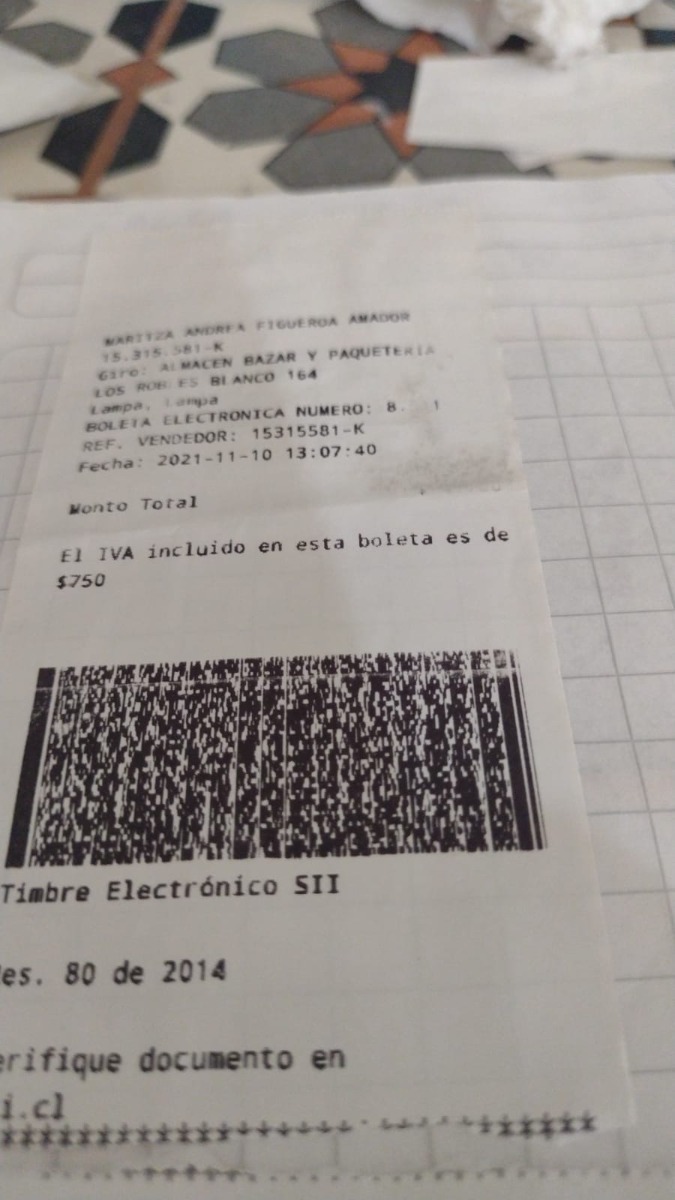 MARITZA ANDREA FIGUEROA AMADOR
15.315.581-K
Giro: ALMACEN BAZAR Y PAQUETERIA
LOS ROBLES BLANCO 164
Lampa, Lampa
BOLETA ELECTRONICA NUMERO:
REF. VENDEDOR: 15315581-K
Fecha: 2021-11-10 13:07:40
Monto Total
El IVA incluido en esta boleta es de
$750
Timbre Electrónico SII
es. 80 de 2014
erifique documento en
i.cl